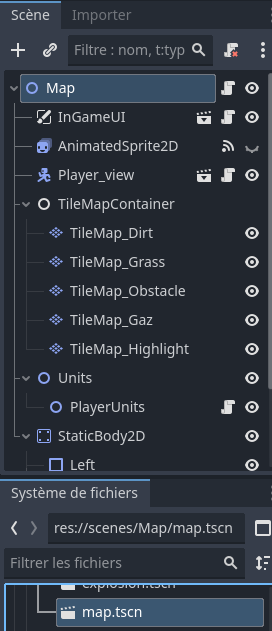 Scène Importer
Filtre : nom, t:typ
Map
InGameUI
AnimatedSprite2D
Player_view
TileMapContainer
TileMap_Dirt
TileMap_Grass
TileMap_Obstacle
TileMap_Gaz
TileMap_Highlight
Units
PlayerUnits
StaticBody2D
Left
Système de fichiers
res://scenes/Map/map.tscn
Filtrer les fichiers
explosion.tscn
map.tscn